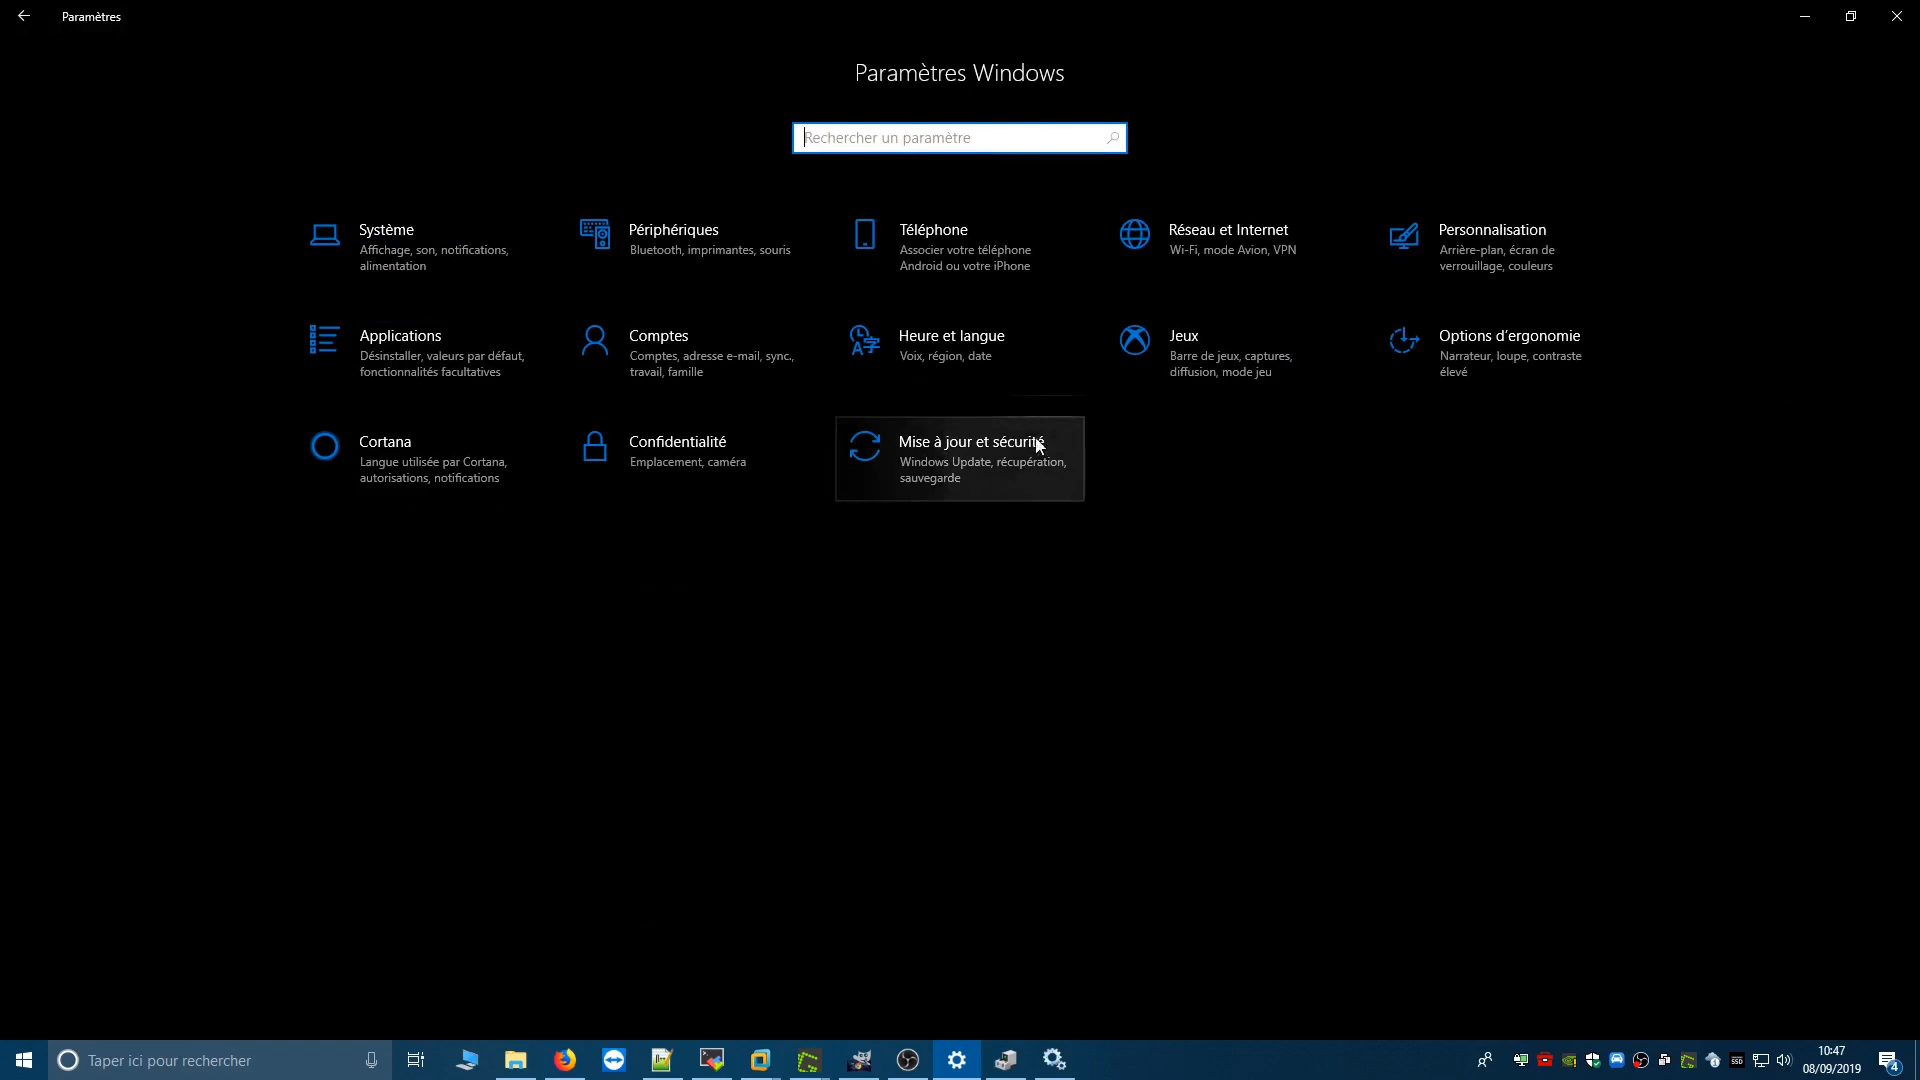 Paramètres
Paramètres Windows
Rechercher un paramètre
Système
Affichage, son, notifications,
alimentation
Périphériques
Bluetooth, imprimantes, souris
Téléphone
Associer votre téléphone
Android ou votre iPhone
Réseau et Internet
Wi-Fi, mode Avion, VPN
Personnalisation
Arrière-plan, écran de
verrouillage, couleurs
Applications
Désinstaller, valeurs par défaut,
fonctionnalités facultatives
Comptes
Comptes, adresse e-mail, sync.,
travail, famille
Heure et langue
Voix, région, date
Jeux
Barre de jeux, captures,
diffusion, mode jeu
Options d’ergonomie
Narrateur, loupe, contraste
élevé
Cortana
Langue utilisée par Cortana,
autorisations, notifications
Confidentialité
Emplacement, caméra
Mise à jour et sécurité
Windows Update, récupération,
sauvegarde
Taper ici pour rechercher
SSD
10:47
08/09/2019
4